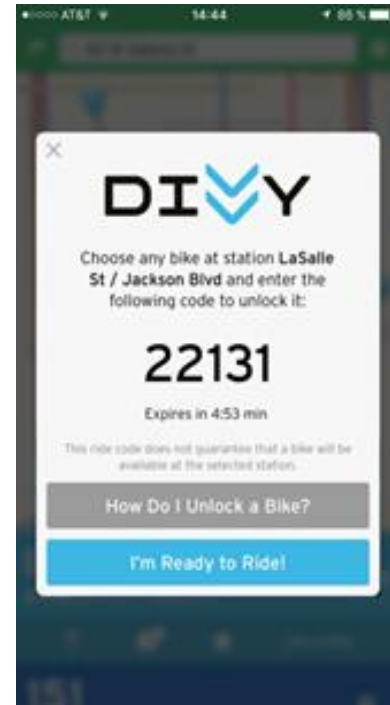 AT&T 14:44 86 %
DIVVY
Choose any bike at station LaSalle
St / Jackson Blvd and enter the
following code to unlock it:
22131
Expires in 4:53 min
This ride code does not guarantee that a bike will be
available at the selected station.
How Do I Unlock a Bike?
I'm Ready to Ride!
151